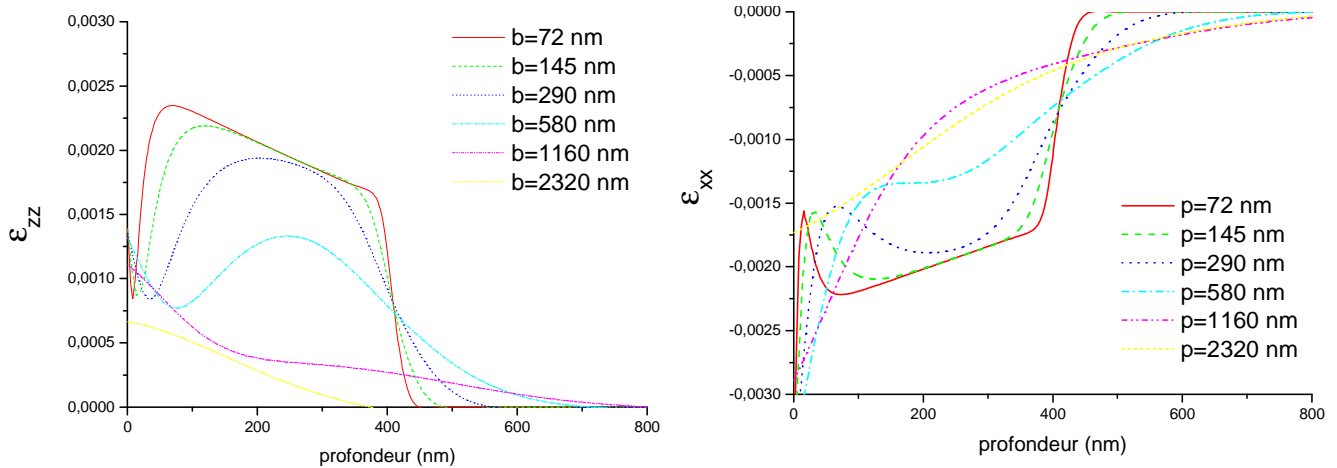 0,0030
0,0025
0,0020
0,0015
0,0010
0,0005
0,0000
εzz
b=72 nm
b=145 nm
b=290 nm
b=580 nm
b=1160 nm
b=2320 nm
0
200
400
600
800
profondeur (nm)
0,0000
-0,0005
-0,0010
-0,0015
-0,0020
-0,0025
-0,0030
εxx
p=72 nm
p=145 nm
p=290 nm
p=580 nm
p=1160 nm
p=2320 nm
0
200
400
600
800
profondeur (nm)